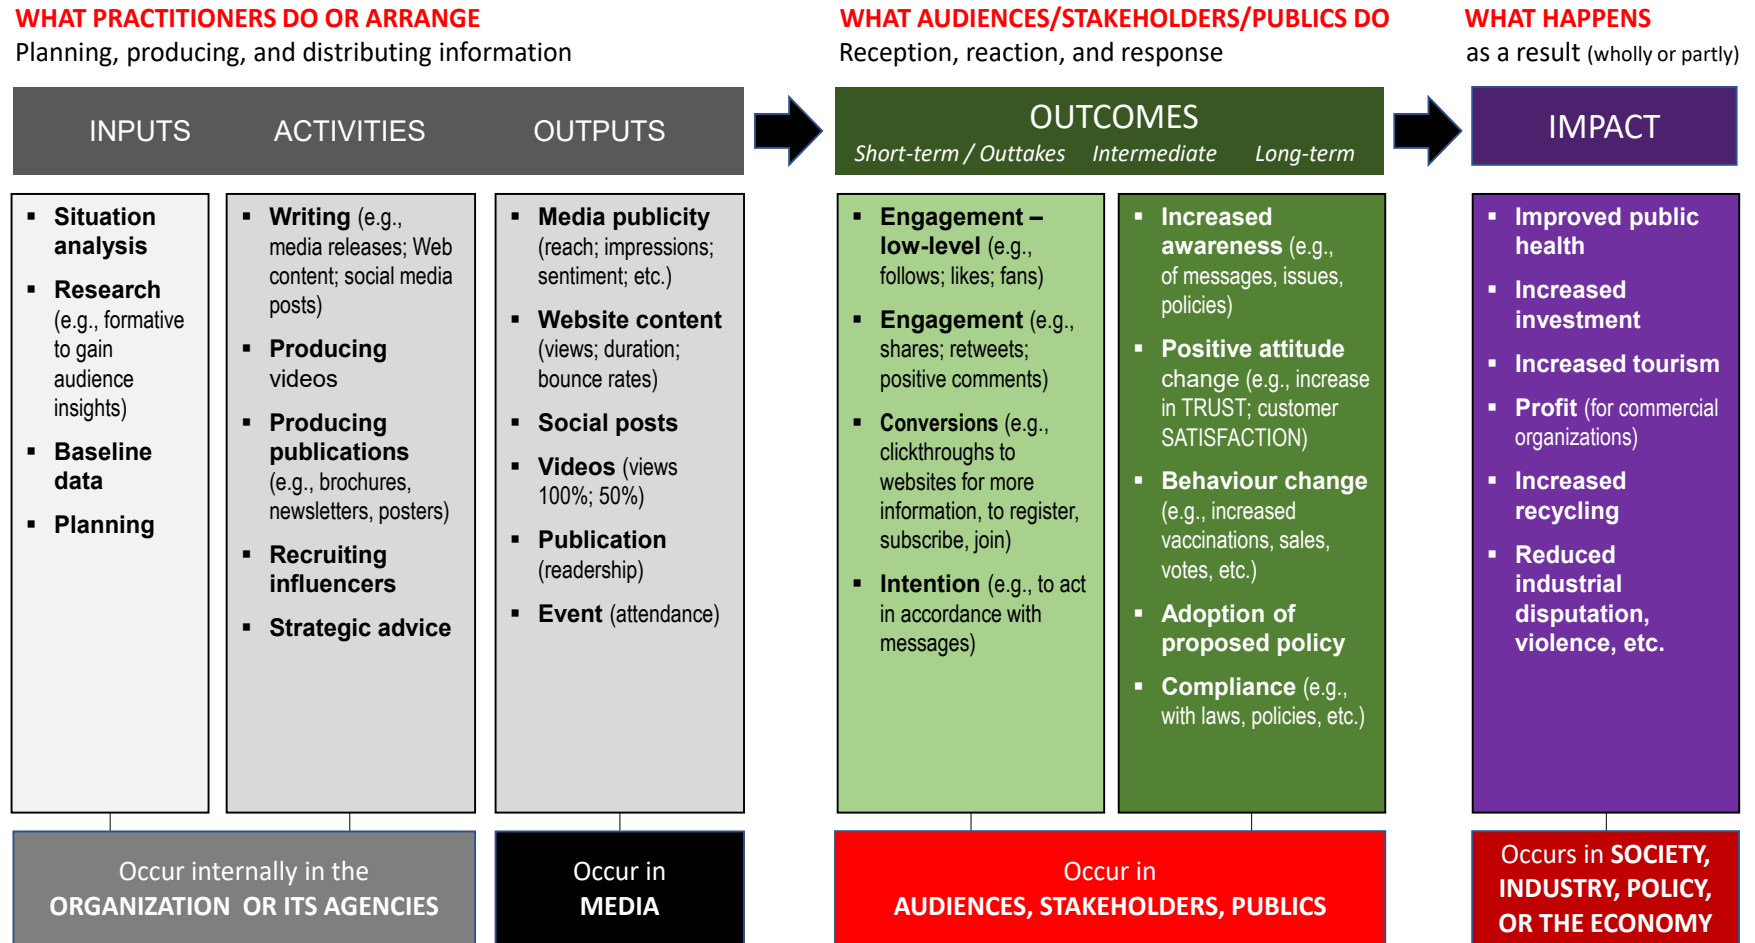 WHAT PRACTITIONERS DO OR ARRANGE
Planning, producing, and distributing information
WHAT AUDIENCES/STAKEHOLDERS/PUBLICS DO
Reception, reaction, and response
WHAT HAPPENS
as a result (wholly or partly)
INPUTS
ACTIVITIES
OUTPUTS
OUTCOMES
Short-term / Outtakes
Intermediate
Long-term
IMPACT
▪ Situation
analysis
▪ Research
(e.g., formative
to gain
audience
insights)
▪ Baseline
data
▪ Planning
▪ Writing (e.g.,
media releases; Web
content; social media
posts)
▪ Producing
videos
▪ Producing
publications
(e.g., brochures,
newsletters, posters)
▪ Recruiting
influencers
▪ Strategic advice
▪ Media publicity
(reach; impressions;
sentiment; etc.)
▪ Website content
(views; duration;
bounce rates)
▪ Social posts
▪ Videos (views
100%; 50%)
▪ Publication
(readership)
▪ Event (attendance)
▪ Engagement –
low-level (e.g.,
follows; likes; fans)
▪ Engagement (e.g.,
shares; retweets;
positive comments)
▪ Conversions (e.g.,
clickthroughs to
websites for more
information, to register,
subscribe, join)
▪ Intention (e.g., to act
in accordance with
messages)
▪ Increased
awareness (e.g.,
of messages, issues,
policies)
▪ Positive attitude
change (e.g., increase
in TRUST; customer
SATISFACTION)
▪ Behaviour change
(e.g., increased
vaccinations, sales,
votes, etc.)
▪ Adoption of
proposed policy
▪ Compliance (e.g.,
with laws, policies, etc.)
▪ Improved public
health
▪ Increased
investment
▪ Increased tourism
▪ Profit (for commercial
organizations)
▪ Increased
recycling
▪ Reduced
industrial
disputation,
violence, etc.
Occur internally in the
ORGANIZATION OR ITS AGENCIES
Occur in
MEDIA
Occur in
AUDIENCES, STAKEHOLDERS, PUBLICS
Occurs in SOCIETY,
INDUSTRY, POLICY,
OR THE ECONOMY